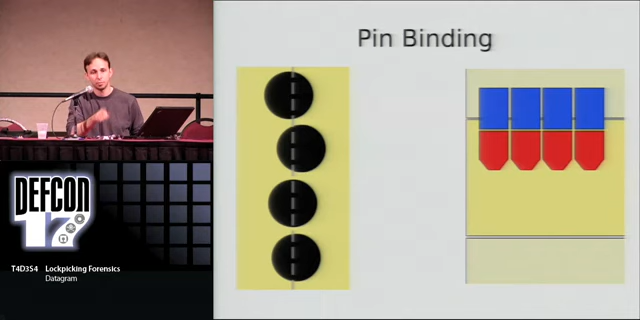 Pin Binding
DEFCON
17
T4D3S4 Lockpicking Forensics
Datagram